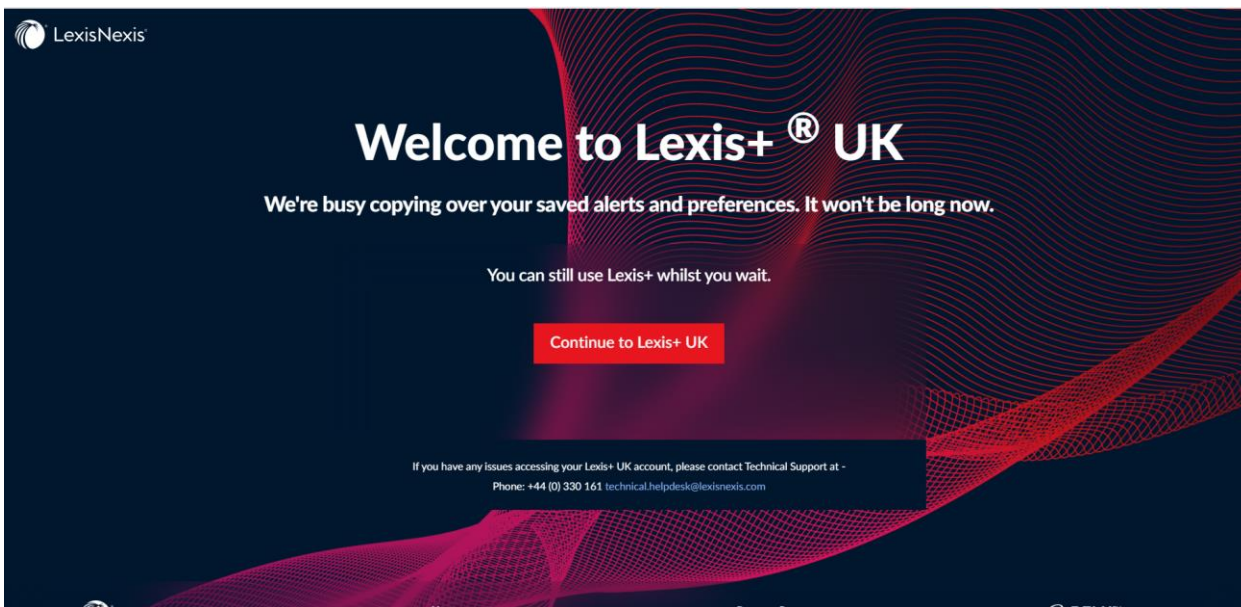 LexisNexis®
Welcome to Lexis+ ® UK
We're busy copying over your saved alerts and preferences. It won't be long now.
You can still use Lexis+ whilst you wait.
Continue to Lexis+ UK
If you have any issues accessing your Lexis+ UK account, please contact Technical Support at -
Phone: +44 (0) 330 161 technical.helpdesk@lexisnexis.com